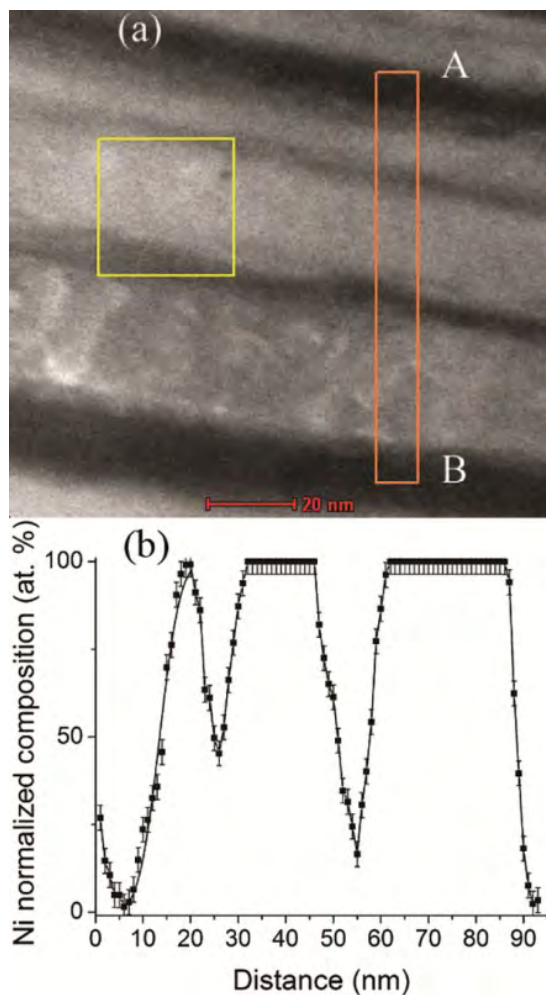 (a)
A
B
20 nm
(b)
100
50
0
Ni normalized composition (at. %)
0 10 20 30 40 50 60 70 80 90
Distance (nm)